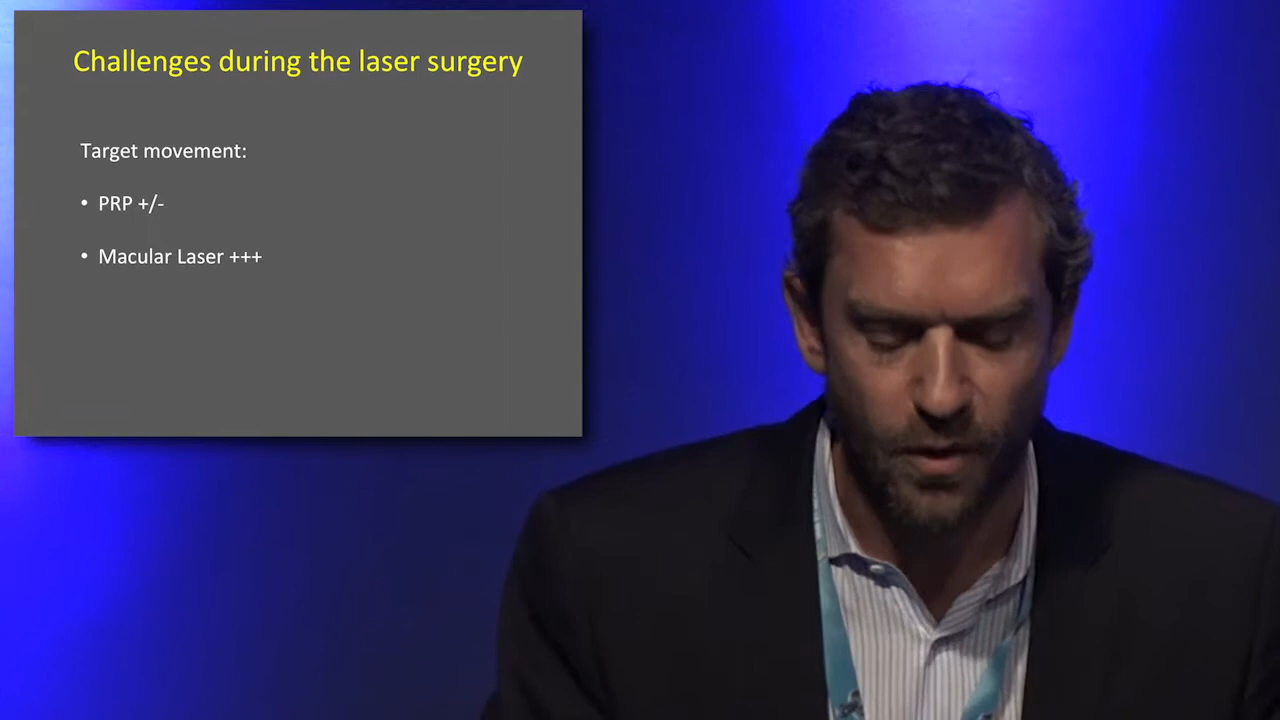 Challenges during the laser surgery
Target movement:
• PRP +/-
• Macular Laser +++